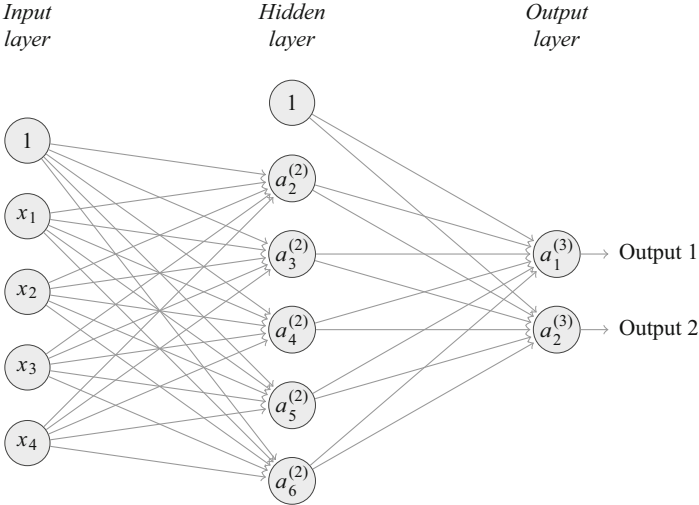 Input layer
Hidden layer
Output layer
1
1
x₁
x₂
x₃
x₄
a₂⁽²⁾
a₃⁽²⁾
a₄⁽²⁾
a₅⁽²⁾
a₆⁽²⁾
a₁⁽³⁾
Output 1
a₂⁽³⁾
Output 2